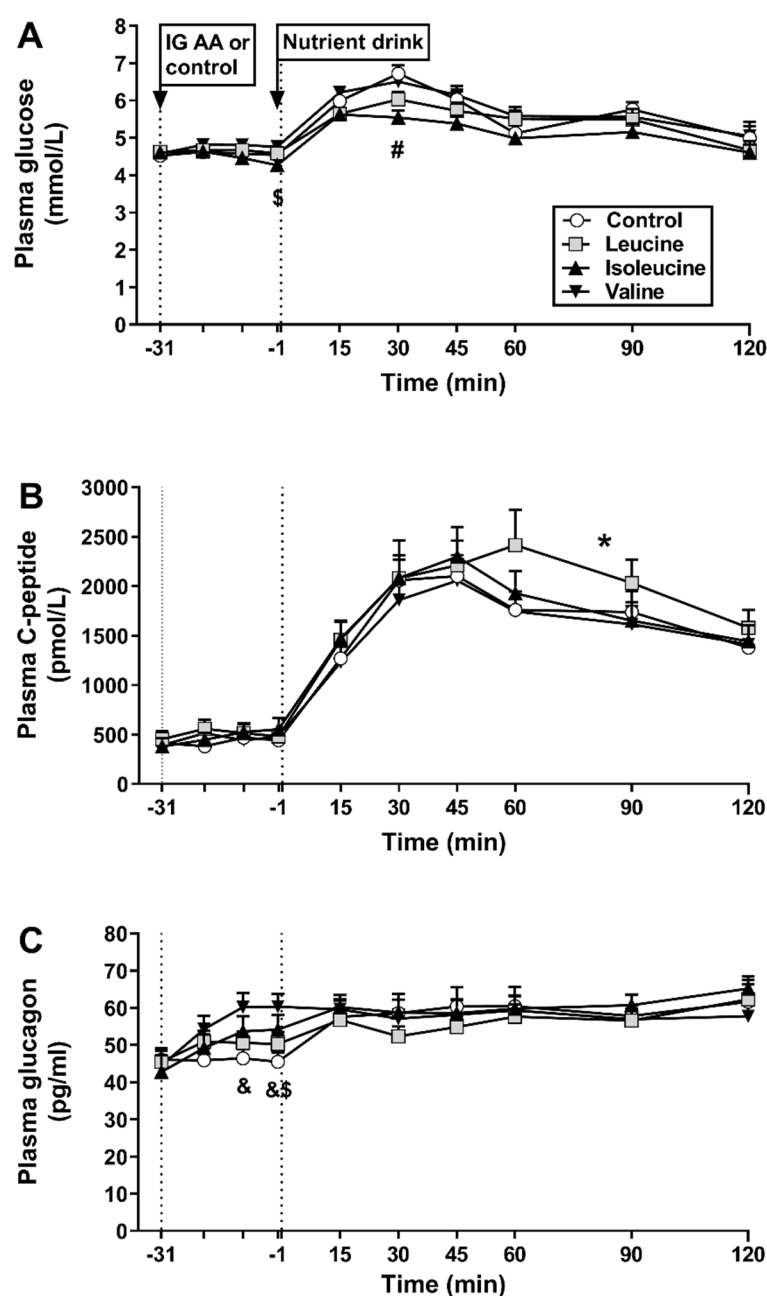 A
IG AA or
control
Nutrient drink
Plasma glucose
(mmol/L)
8
7
6
5
4
3
2
1
0
$
#
Control
Leucine
Isoleucine
Valine
-31 -1 15 30 45 60 90 120
Time (min)
B
Plasma C-peptide
(pmol/L)
3000
2500
2000
1500
1000
500
0
*
-31 -1 15 30 45 60 90 120
Time (min)
C
Plasma glucagon
(pg/ml)
80
70
60
50
40
30
20
10
0
& &$
-31 -1 15 30 45 60 90 120
Time (min)